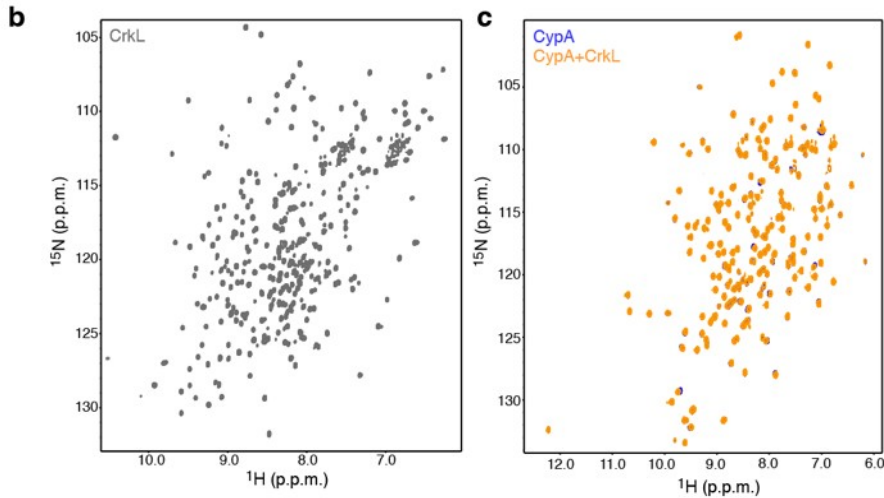 b
CrkL
105
110
115
120
125
130
15N (p.p.m.)
10.0 9.0 8.0 7.0
1H (p.p.m.)
c
CypA
CypA+CrkL
105
110
115
120
125
130
15N (p.p.m.)
12.0 11.0 10.0 9.0 8.0 7.0 6.0
1H (p.p.m.)